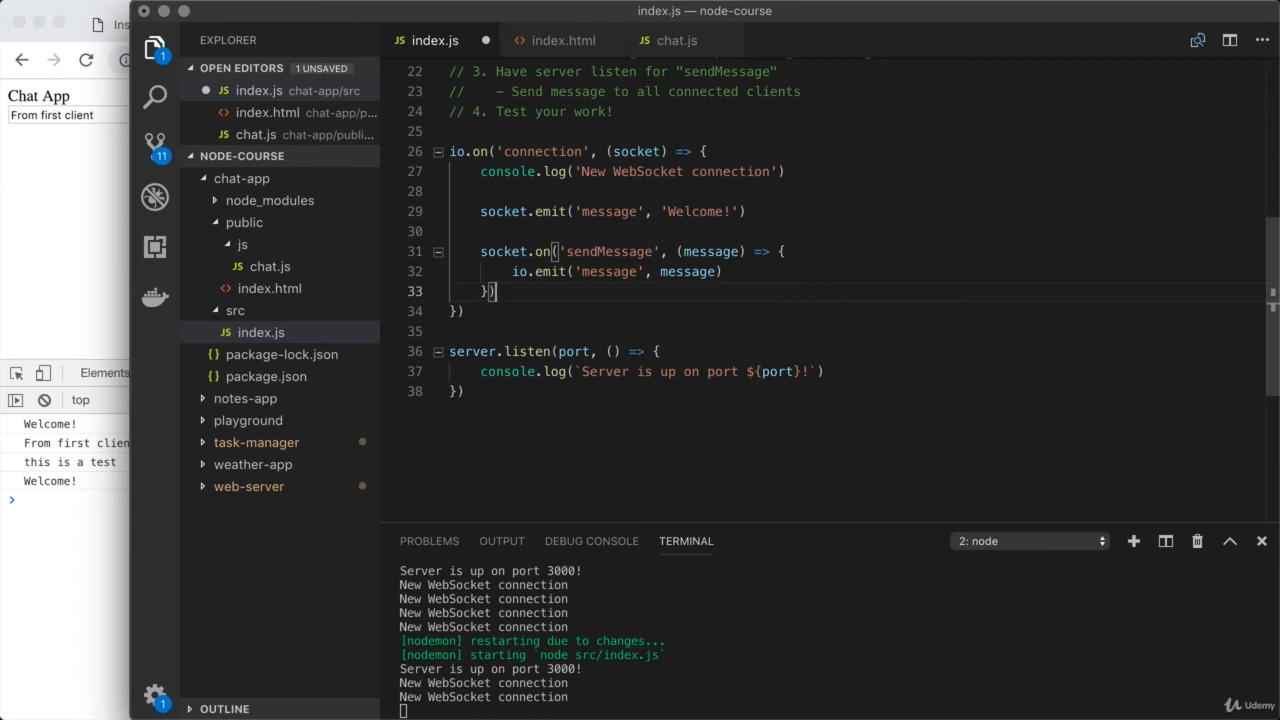 index.js — node-course
Ins
Chat App
From first client
Elements
top
Welcome!
From first clien
this is a test
Welcome!
>
1
11
1
EXPLORER
OPEN EDITORS 1 UNSAVED
JS index.js chat-app/src
<> index.html chat-app/p...
JS chat.js chat-app/publi...
NODE-COURSE
chat-app
node_modules
public
js
JS chat.js
<> index.html
src
JS index.js
{} package-lock.json
{} package.json
notes-app
playground
task-manager
weather-app
web-server
OUTLINE
JS index.js
<> index.html
JS chat.js
22 // 3. Have server listen for "sendMessage"
23 //    - Send message to all connected clients
24 // 4. Test your work!
25
26 io.on('connection', (socket) => {
27     console.log('New WebSocket connection')
28
29     socket.emit('message', 'Welcome!')
30
31     socket.on('sendMessage', (message) => {
32         io.emit('message', message)
33     })
34 })
35
36 server.listen(port, () => {
37     console.log(`Server is up on port ${port}!`)
38 })
PROBLEMS OUTPUT DEBUG CONSOLE TERMINAL 2: node
Server is up on port 3000!
New WebSocket connection
New WebSocket connection
New WebSocket connection
New WebSocket connection
[nodemon] restarting due to changes...
[nodemon] starting `node src/index.js`
Server is up on port 3000!
New WebSocket connection
New WebSocket connection
Udemy